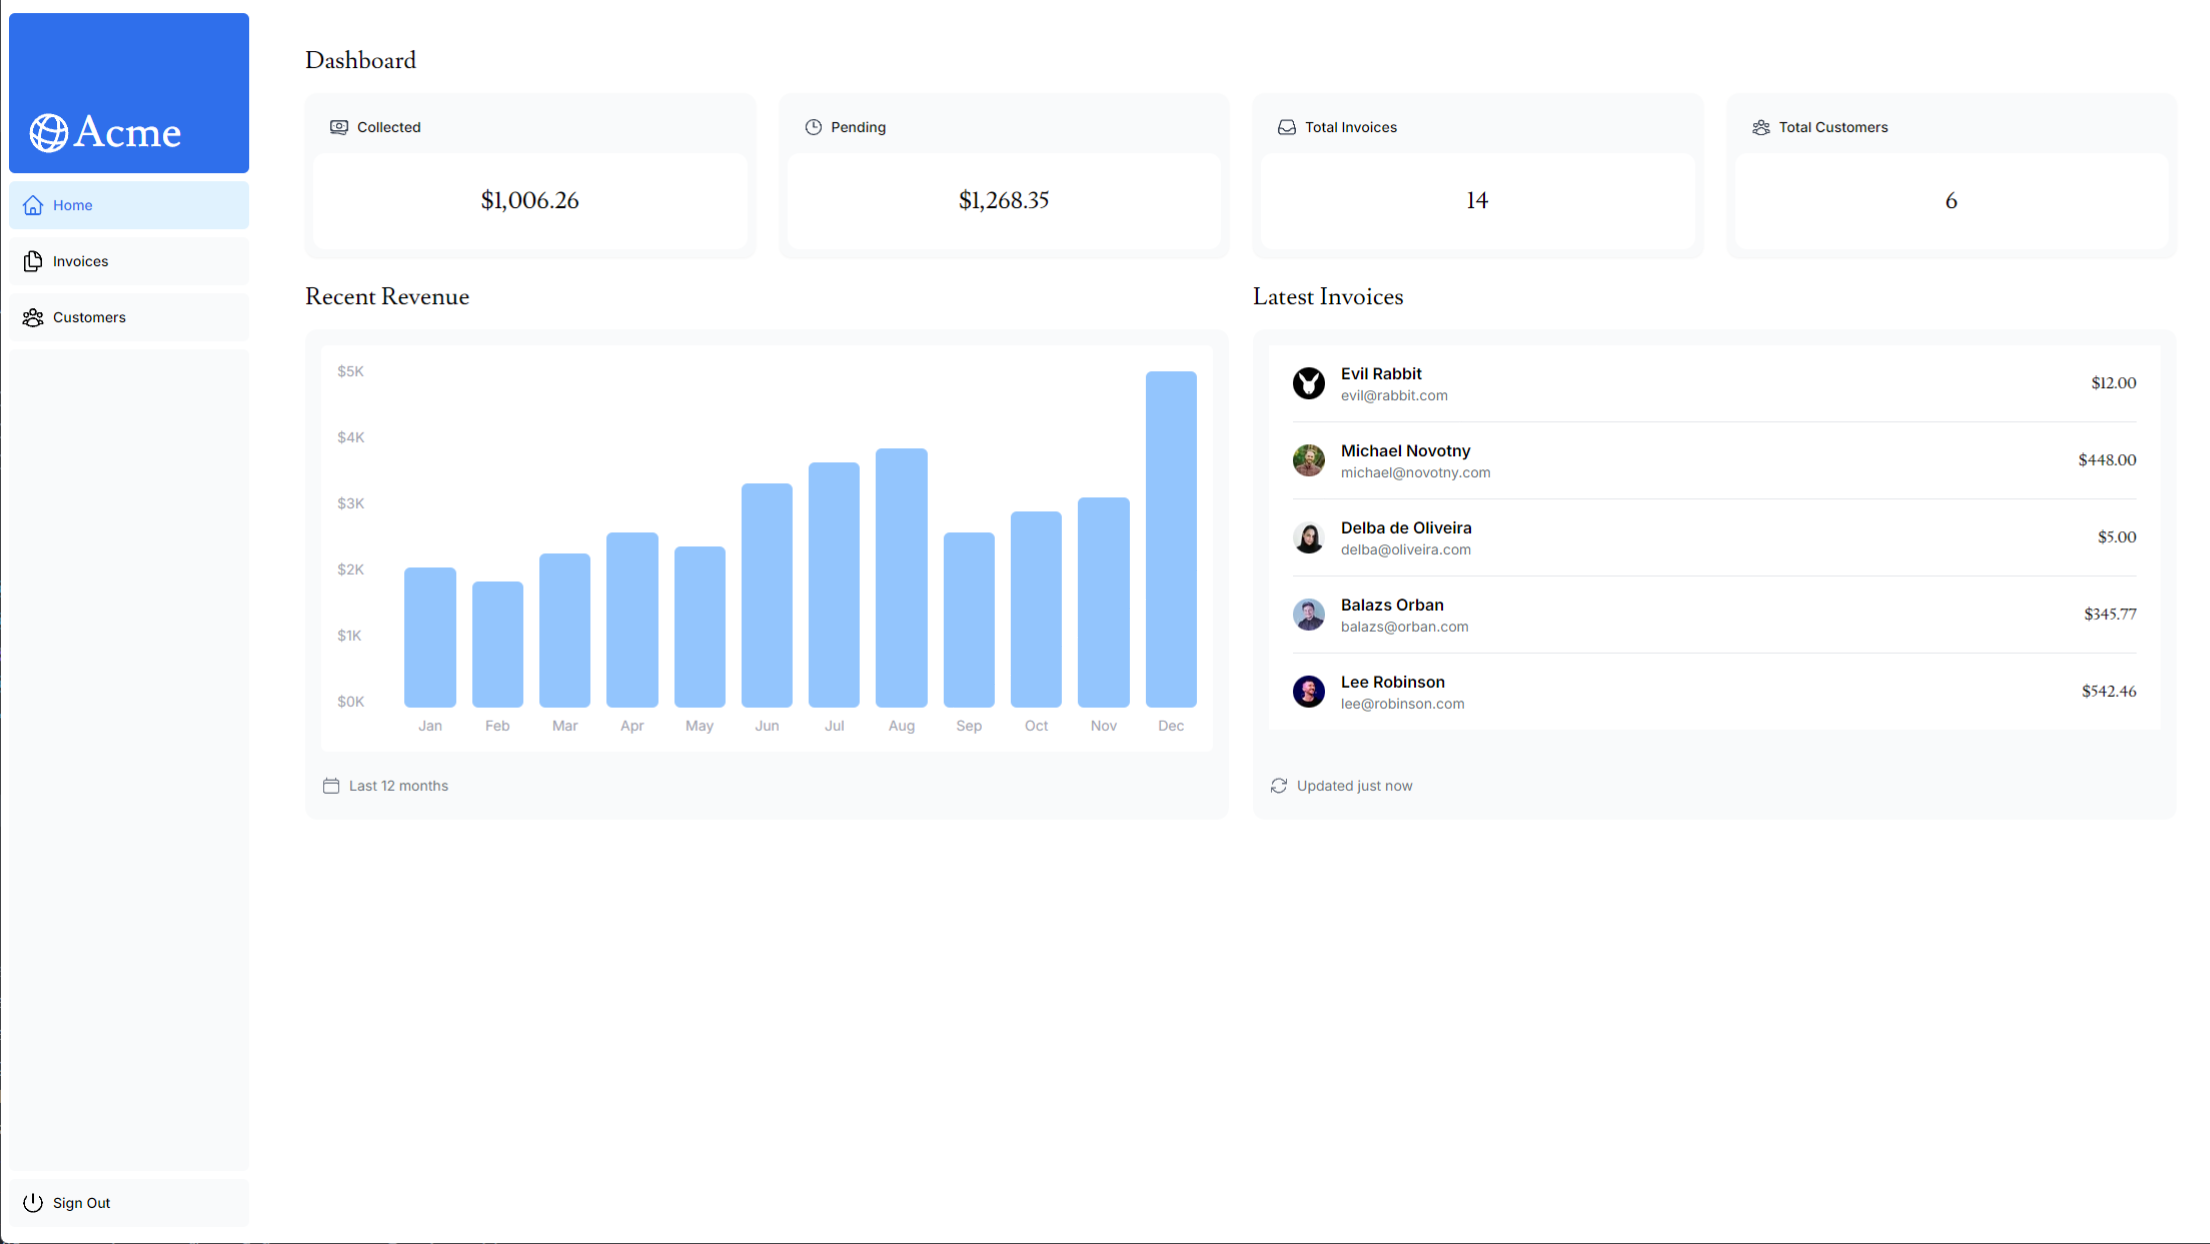 Acme
Home
Invoices
Customers
Sign Out
Dashboard
Collected
$1,006.26
Pending
$1,268.35
Total Invoices
14
Total Customers
6
Recent Revenue
$5K
$4K
$3K
$2K
$1K
$0K
Jan Feb Mar Apr May Jun Jul Aug Sep Oct Nov Dec
Last 12 months
Latest Invoices
Evil Rabbit
evil@rabbit.com
$12.00
Michael Novotny
michael@novotny.com
$448.00
Delba de Oliveira
delba@oliveira.com
$5.00
Balazs Orban
balazs@orban.com
$345.77
Lee Robinson
lee@robinson.com
$542.46
Updated just now